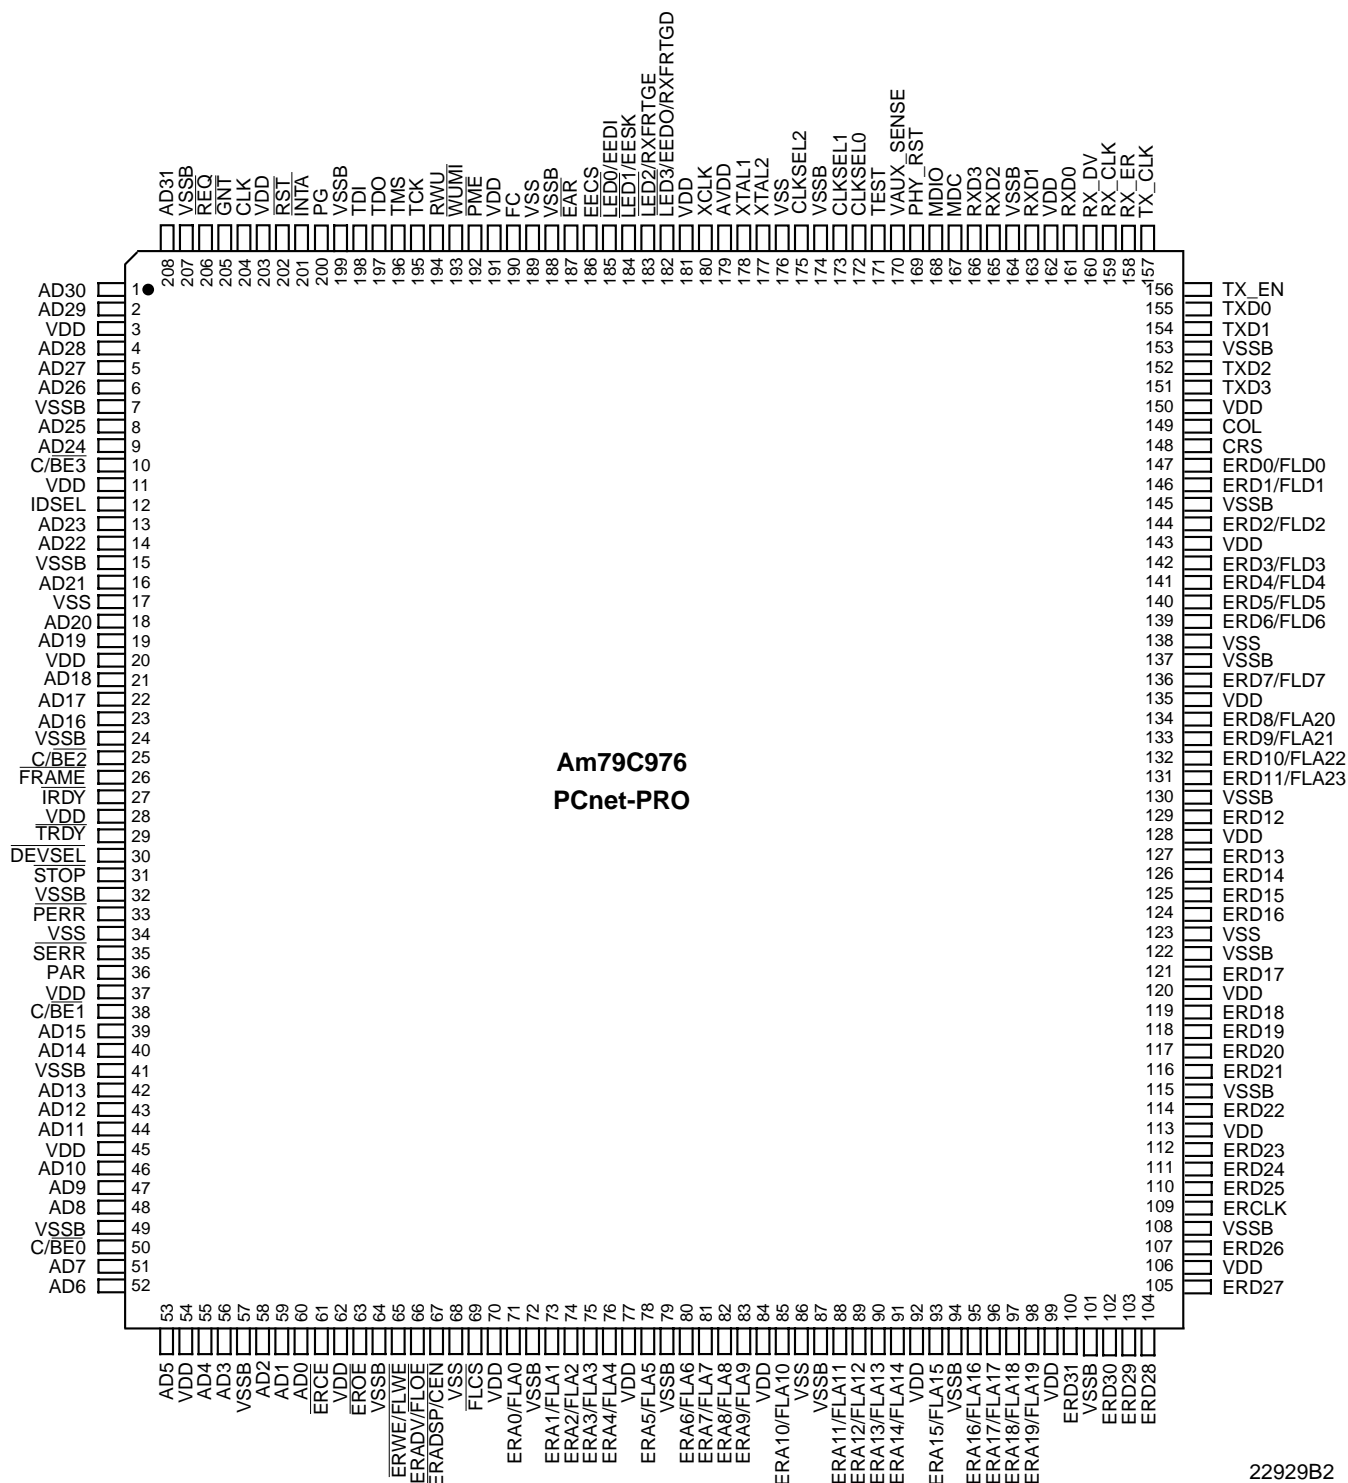 AD31 VSSB REQ GNT CLK VDD RST INTA PG VSSB TDI TDO TMS TCK RWU WUMI PME VDD FC VSS VSSB EAR EECS LED0/EEDI LED1/EESK LED2/RXFRTGE LED3/EEDO/RXFRTGD VDD XCLK AVDD XTAL1 XTAL2 VSS CLKSEL2 VSSB CLKSEL1 CLKSEL0 TEST VAUX_SENSE PHY_RST MDIO MDC RXD3 RXD2 VSSB RXD1 VDD RXD0 RX_DV RX_CLK RX_ER TX_CLK
208 207 206 205 204 203 202 201 200 199 198 197 196 195 194 193 192 191 190 189 188 187 186 185 184 183 182 181 180 179 178 177 176 175 174 173 172 171 170 169 168 167 166 165 164 163 162 161 160 159 158 157
AD30 1 156 TX_EN
AD29 2 155 TXD0
VDD 3 154 TXD1
AD28 4 153 VSSB
AD27 5 152 TXD2
AD26 6 151 TXD3
VSSB 7 150 VDD
AD25 8 149 COL
AD24 9 148 CRS
C/BE3 10 147 ERD0/FLD0
VDD 11 146 ERD1/FLD1
IDSEL 12 145 VSSB
AD23 13 144 ERD2/FLD2
AD22 14 143 VDD
VSSB 15 142 ERD3/FLD3
AD21 16 141 ERD4/FLD4
VSS 17 140 ERD5/FLD5
AD20 18 139 ERD6/FLD6
AD19 19 138 VSS
VDD 20 137 VSSB
AD18 21 136 ERD7/FLD7
AD17 22 135 VDD
AD16 23 134 ERD8/FLA20
VSSB 24 133 ERD9/FLA21
C/BE2 25 132 ERD10/FLA22
FRAME 26 131 ERD11/FLA23
IRDY 27 130 VSSB
VDD 28 129 ERD12
TRDY 29 128 VDD
DEVSEL 30 127 ERD13
STOP 31 126 ERD14
VSSB 32 125 ERD15
PERR 33 124 ERD16
VSS 34 123 VSS
SERR 35 122 VSSB
PAR 36 121 ERD17
VDD 37 120 VDD
C/BE1 38 119 ERD18
AD15 39 118 ERD19
AD14 40 117 ERD20
VSSB 41 116 ERD21
AD13 42 115 VSSB
AD12 43 114 ERD22
AD11 44 113 VDD
VDD 45 112 ERD23
AD10 46 111 ERD24
AD9 47 110 ERD25
AD8 48 109 ERCLK
VSSB 49 108 VSSB
C/BE0 50 107 ERD26
AD7 51 106 VDD
AD6 52 105 ERD27
Am79C976
PCnet-PRO
53 54 55 56 57 58 59 60 61 62 63 64 65 66 67 68 69 70 71 72 73 74 75 76 77 78 79 80 81 82 83 84 85 86 87 88 89 90 91 92 93 94 95 96 97 98 99 100 101 102 103 104
AD5 VDD AD4 AD3 VSSB AD2 AD1 AD0 ERCE VDD EROE VSSB ERWE/FLWE ERADV/FLOE ERADSP/CEN VSS FLCS VDD ERA0/FLA0 VSSB ERA1/FLA1 ERA2/FLA2 ERA3/FLA3 ERA4/FLA4 VDD ERA5/FLA5 VSSB ERA6/FLA6 ERA7/FLA7 ERA8/FLA8 ERA9/FLA9 VDD ERA10/FLA10 VSS VSSB ERA11/FLA11 ERA12/FLA12 ERA13/FLA13 ERA14/FLA14 VDD ERA15/FLA15 VSSB ERA16/FLA16 ERA17/FLA17 ERA18/FLA18 ERA19/FLA19 VDD ERD31 VSSB ERD30 ERD29 ERD28
22929B2